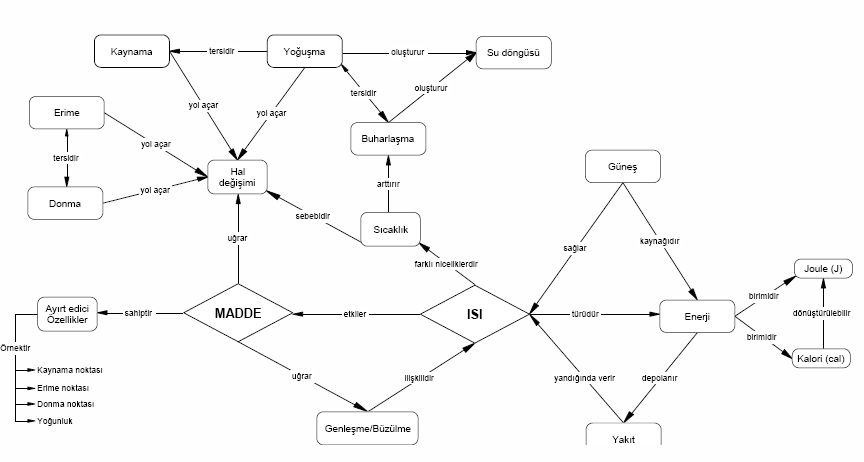 Kaynama
tersidir
Yoğuşma
oluşturur
Su döngüsü
tersidir
oluşturur
yol açar
yol açar
Erime
yol açar
tersidir
Buharlaşma
Hal
değişimi
Güneş
yol açar
arttırır
Donma
sebebidir
Sıcaklık
uğrar
sağlar
kaynağıdır
farklı niceliklerdir
Joule (J)
birimidir
Ayırt edici
Özellikler
sahiptir
MADDE
etkiler
ISI
türüdür
Enerji
dönüştürülebilir
birimidir
Örnektir
Kalori (cal)
Kaynama noktası
uğrar
ilişkilidir
yandığında verir
depolanır
Erime noktası
Donma noktası
Yoğunluk
Genleşme/Büzülme
Yakıt